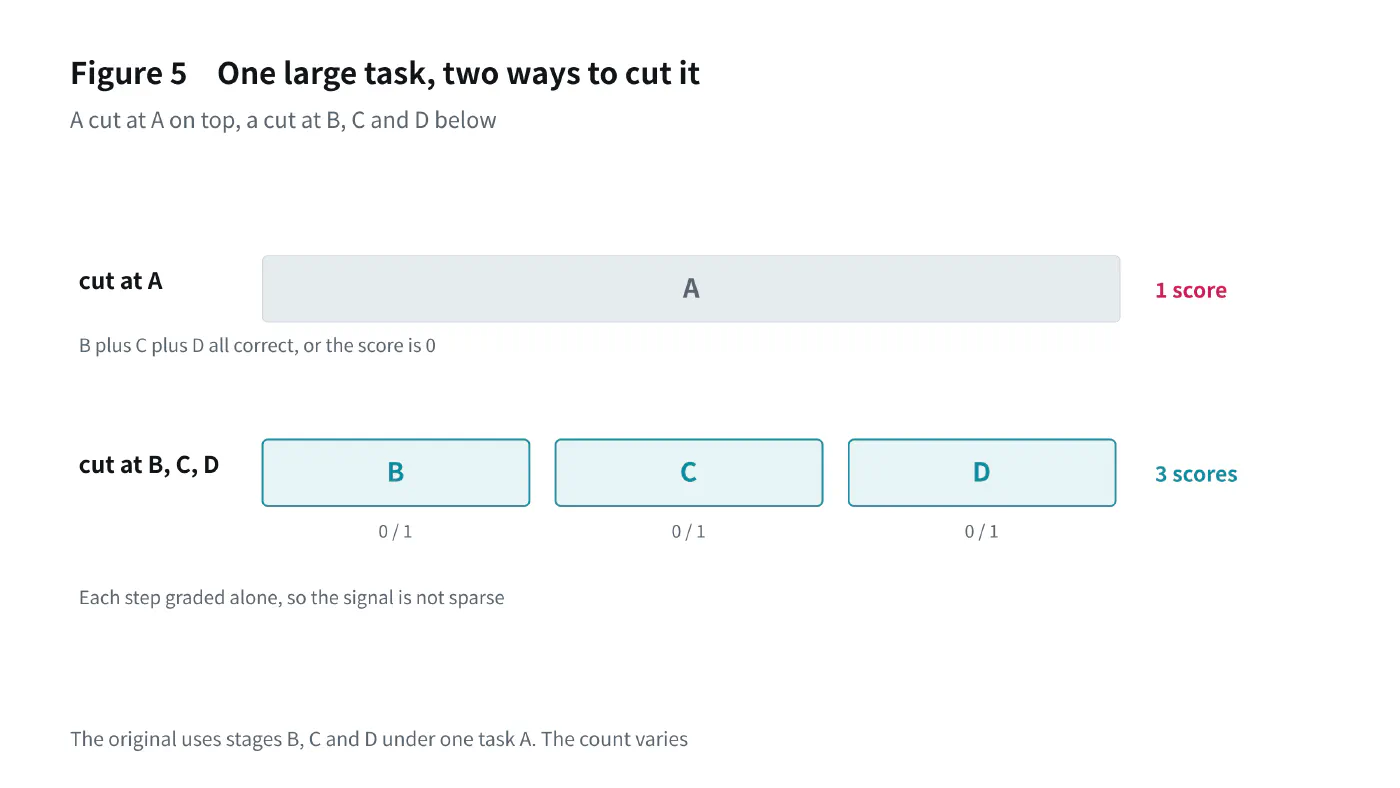 Figure 5 One large task, two ways to cut it
A cut at A on top, a cut at B, C and D below
cut at A
A
1 score
B plus C plus D all correct, or the score is 0
cut at B, C, D
B
C
D
3 scores
0 / 1
0 / 1
0 / 1
Each step graded alone, so the signal is not sparse
The original uses stages B, C and D under one task A. The count varies